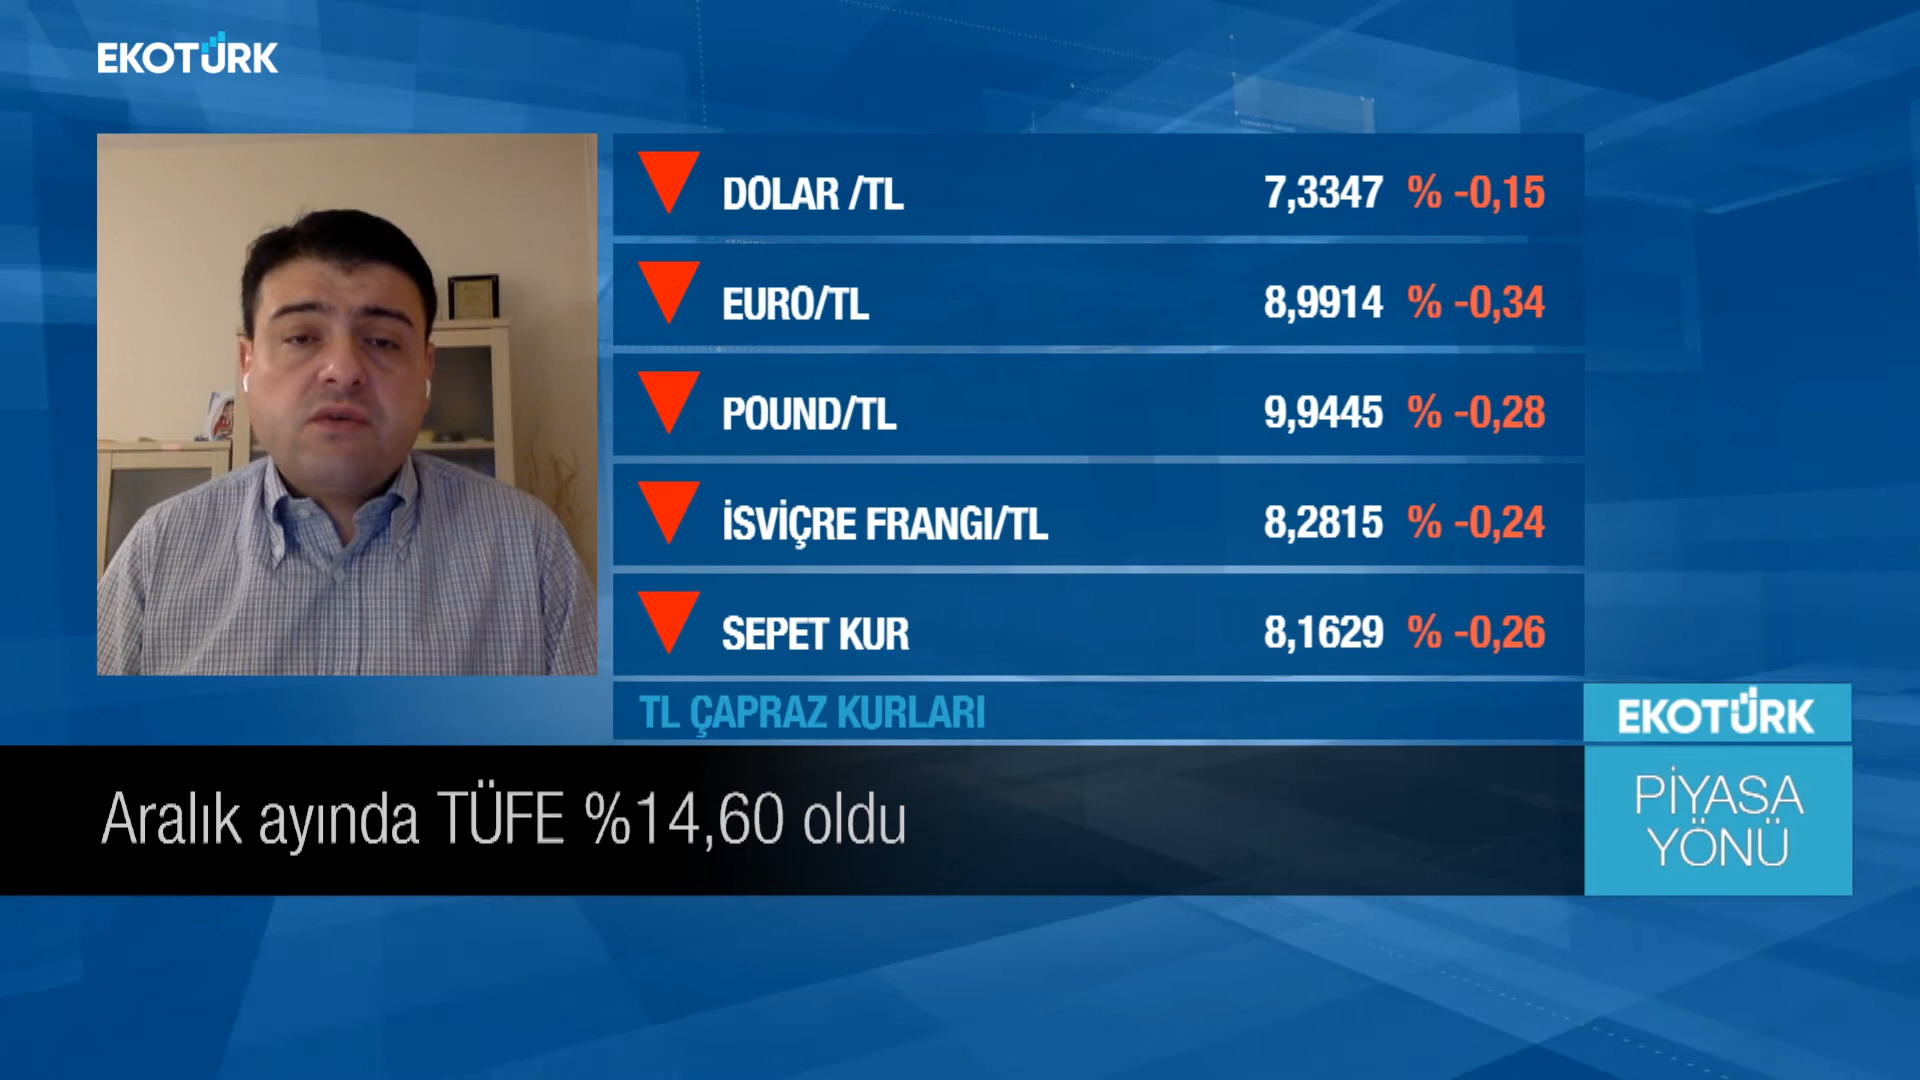 EKOTÜRK
DOLAR /TL 7,3347 % -0,15
EURO/TL 8,9914 % -0,34
POUND/TL 9,9445 % -0,28
İSVİÇRE FRANGI/TL 8,2815 % -0,24
SEPET KUR 8,1629 % -0,26
TL ÇAPRAZ KURLARI
EKOTÜRK
Aralık ayında TÜFE %14,60 oldu
PİYASA
YÖNÜ